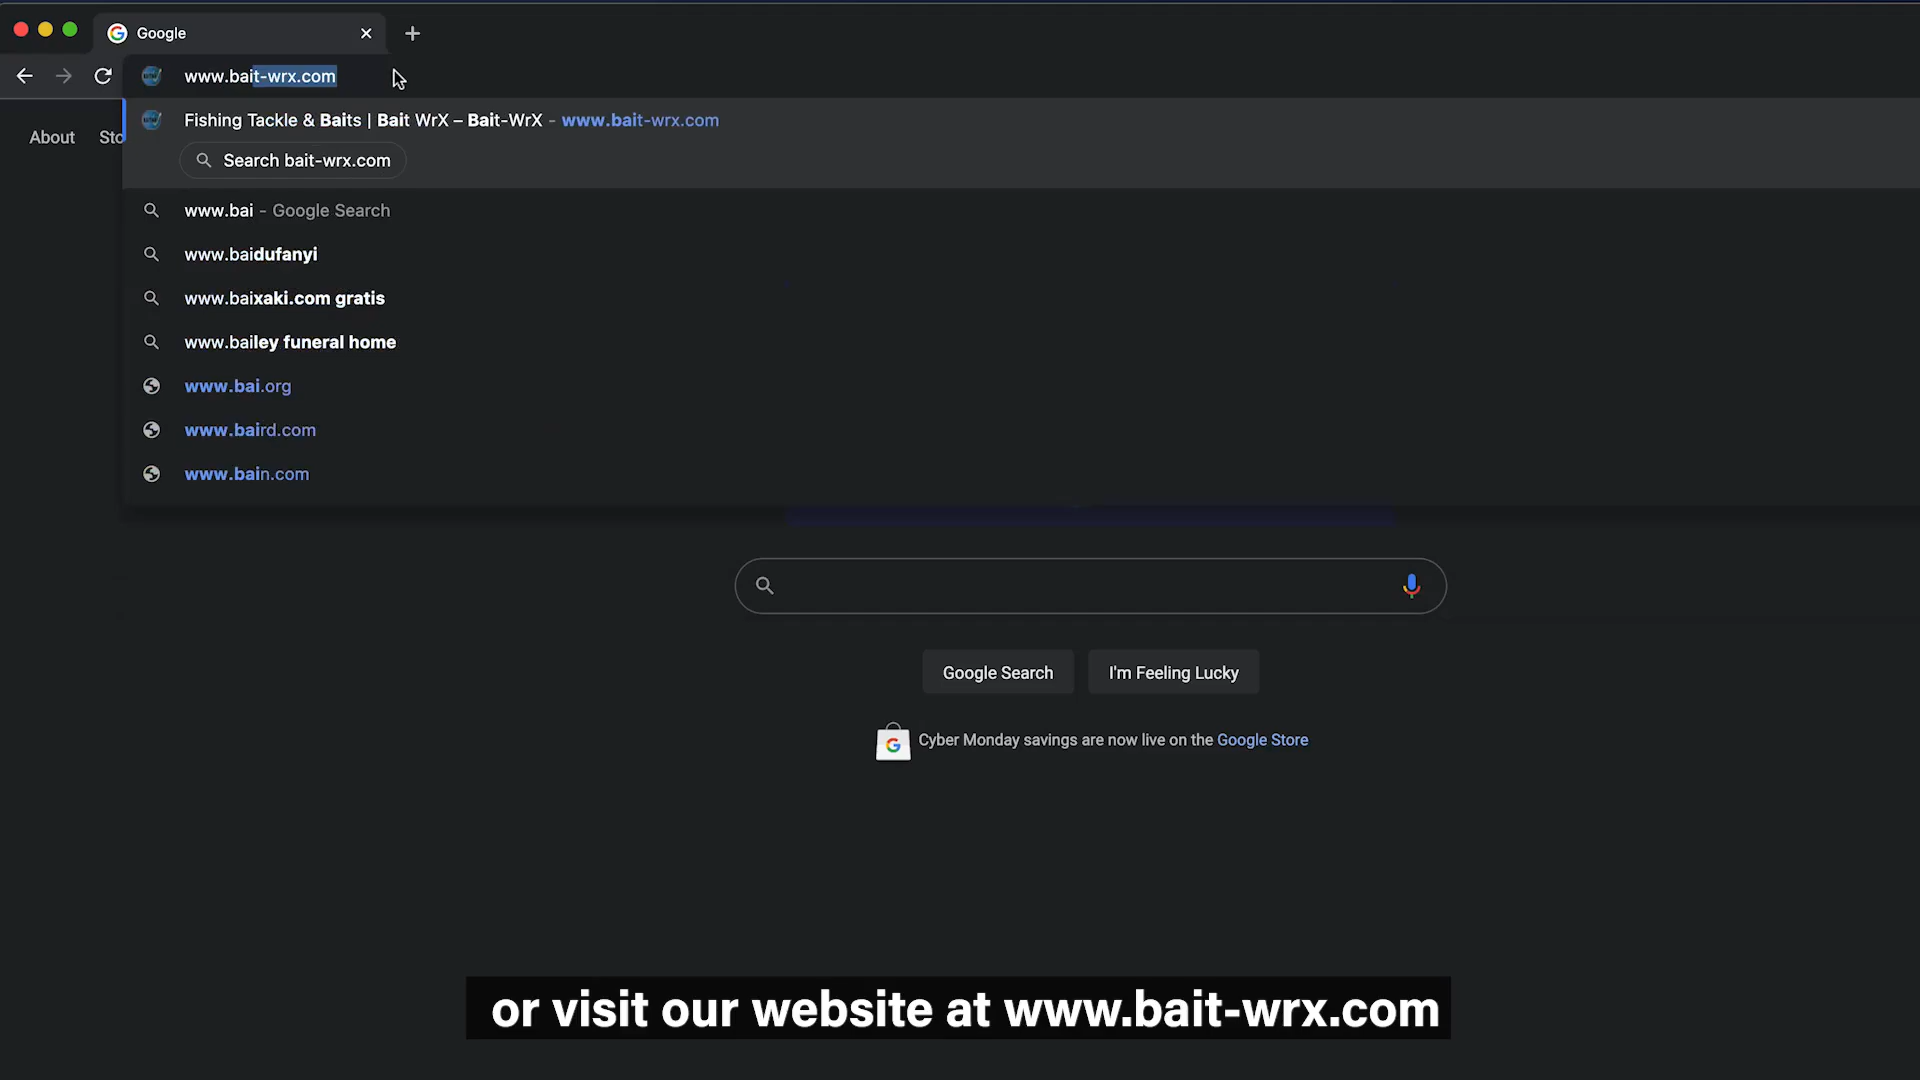 Google
www.bait-wrx.com
Fishing Tackle & Baits | Bait WrX – Bait-WrX - www.bait-wrx.com
About Sto
Search bait-wrx.com
www.bai - Google Search
www.baidufanyi
www.baixaki.com gratis
www.bailey funeral home
www.bai.org
www.baird.com
www.bain.com
Google Search I'm Feeling Lucky
Cyber Monday savings are now live on the Google Store
or visit our website at www.bait-wrx.com